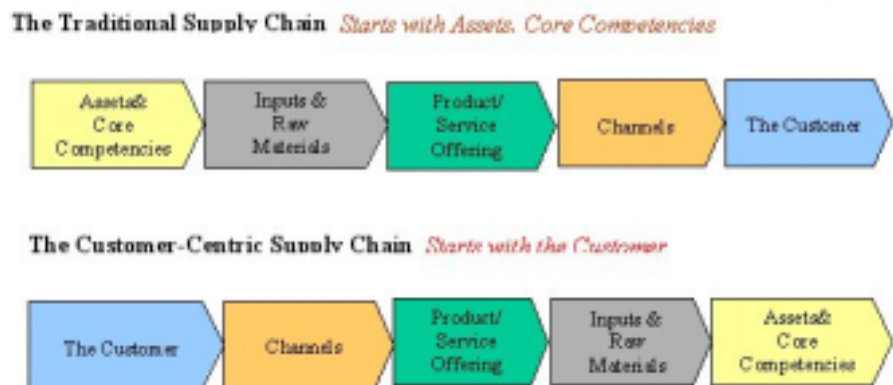 The Traditional Supply Chain Starts with Assets, Core Competencies
Assets&
Core
Competencies
Inputs &
Raw
Materials
Product/
Service
Offering
Channels
The Customer
The Customer-Centric Supply Chain Starts with the Customer
The Customer
Channels
Product/
Service
Offering
Inputs &
Raw
Materials
Assets&
Core
Competencies